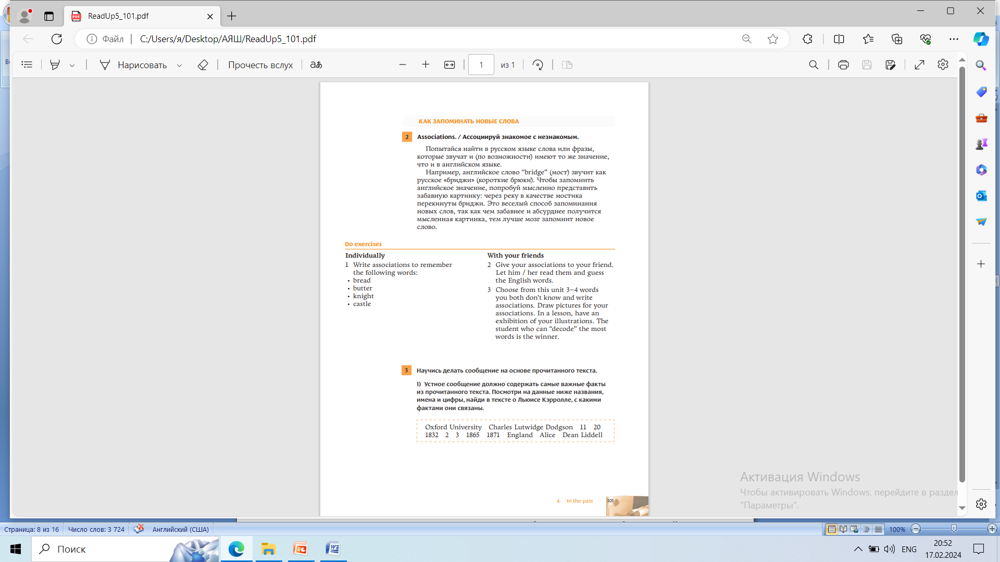 ReadUp5_101.pdf
Файл
C:/Users/я/Desktop/АЯШ/ReadUp5_101.pdf
Нарисовать
Прочесть вслух
аあ
1
из 1
КАК ЗАПОМИНАТЬ НОВЫЕ СЛОВА
2 Associations. / Ассоциируй знакомое с незнакомым.
Попытайся найти в русском языке слова или фразы,
которые звучат и (по возможности) имеют то же значение,
что и в английском языке.
Например, английское слово “bridge” (мост) звучит как
русское «бриджи» (короткие брюки). Чтобы запомнить
английское значение, попробуй мысленно представить
забавную картинку: через реку в качестве мостика
перекинуты бриджи. Это веселый способ запоминания
новых слов, так как чем забавнее и абсурднее получится
мысленная картинка, тем лучше мозг запомнит новое
слово.
Do exercises
Individually
1 Write associations to remember
the following words:
• bread
• butter
• knight
• castle
With your friends
2 Give your associations to your friend.
Let him / her read them and guess
the English words.
3 Choose from this unit 3–4 words
you both don’t know and write
associations. Draw pictures for your
associations. In a lesson, have an
exhibition of your illustrations. The
student who can “decode” the most
words is the winner.
3 Научись делать сообщение на основе прочитанного текста.
1) Устное сообщение должно содержать самые важные факты
из прочитанного текста. Посмотри на данные ниже названия,
имена и цифры, найди в тексте о Льюисе Кэрролле, с какими
фактами они связаны.
Oxford University Charles Lutwidge Dodgson 11 20
1832 2 3 1865 1871 England Alice Dean Liddell
4. In the past
101
Активация Windows
Чтобы активировать Windows, перейдите в раздел
"Параметры".
Страница: 8 из 16
Число слов: 3 724
Английский (США)
100%
Поиск
ENG
20:52
17.02.2024